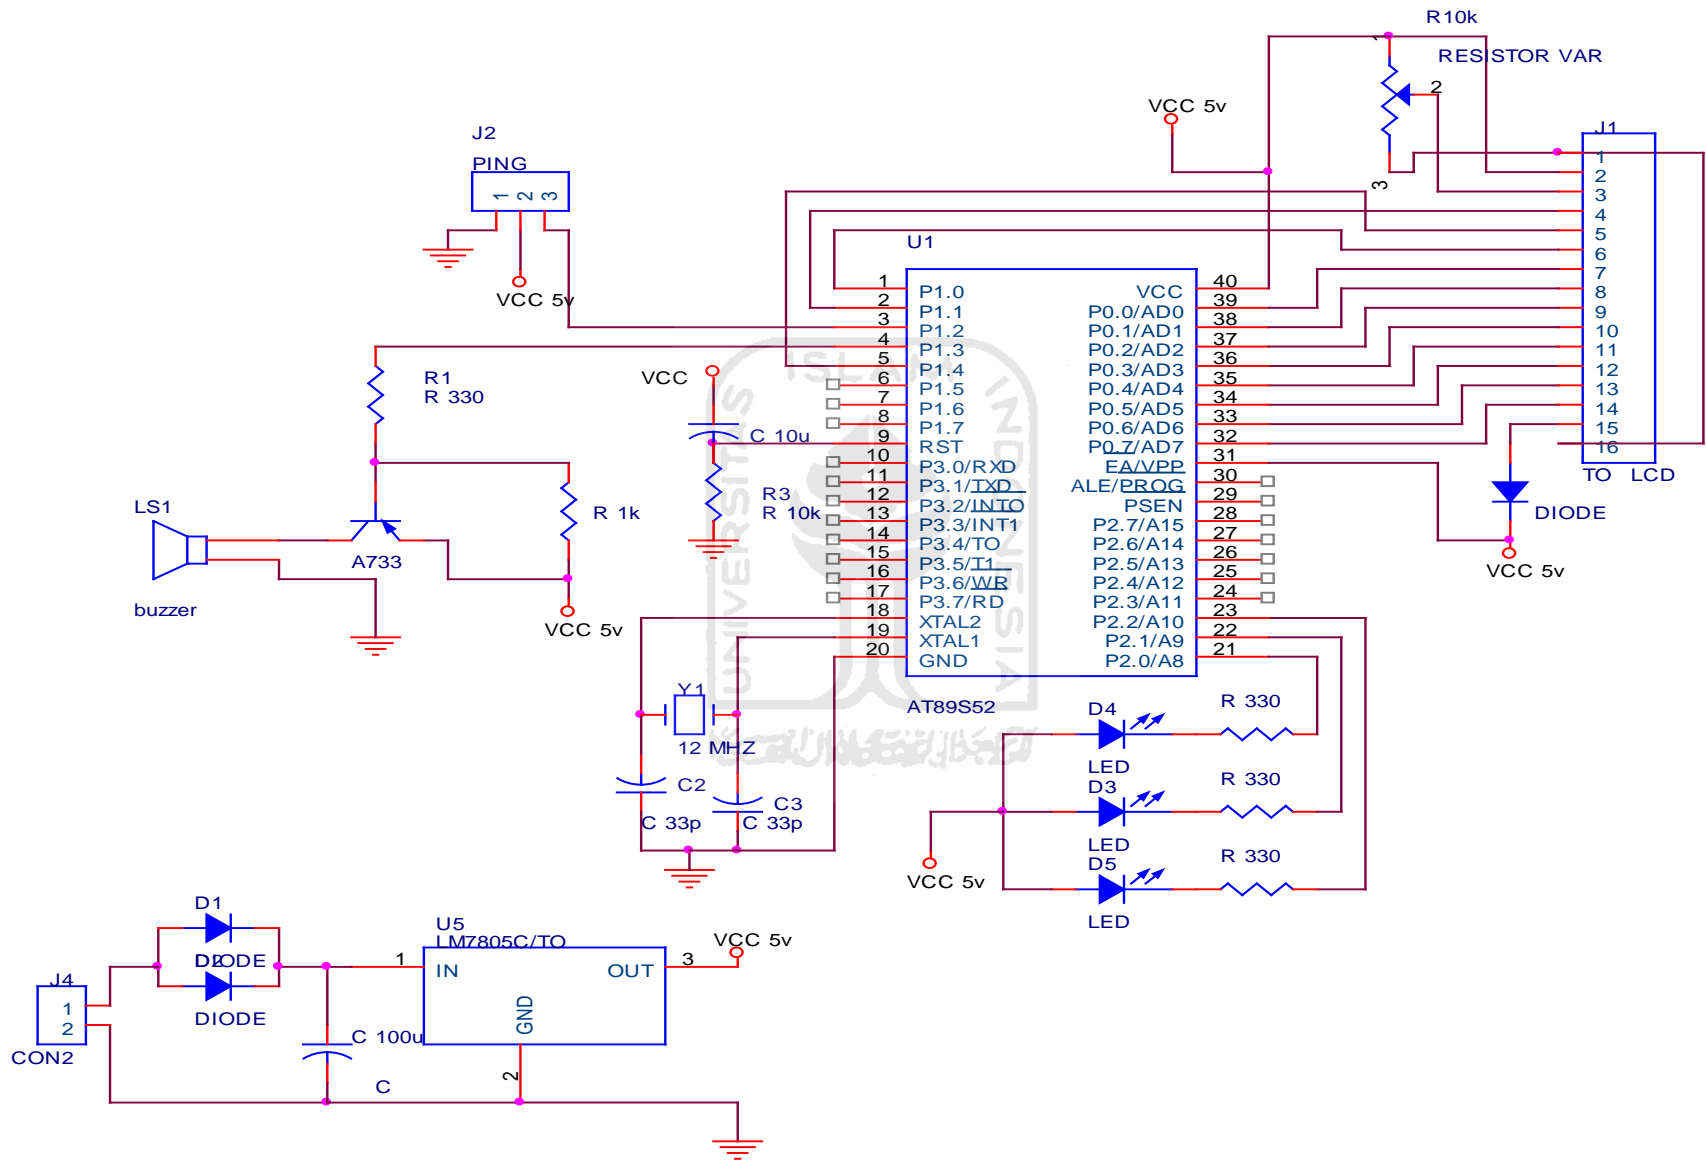 R10k
RESISTOR VAR
1
2
3
VCC 5v
J1
1
2
3
4
5
6
7
8
9
10
11
12
13
14
15
16
TO LCD
DIODE
VCC 5v
J2
PING
1
2
3
VCC 5v
U1
1
2
3
4
5
6
7
8
9
10
11
12
13
14
15
16
17
18
19
20
P1.0
P1.1
P1.2
P1.3
P1.4
P1.5
P1.6
P1.7
RST
P3.0/RXD
P3.1/TXD
P3.2/INTO
P3.3/INT1
P3.4/TO
P3.5/T1
P3.6/WR
P3.7/RD
XTAL2
XTAL1
GND
VCC
P0.0/AD0
P0.1/AD1
P0.2/AD2
P0.3/AD3
P0.4/AD4
P0.5/AD5
P0.6/AD6
P0.7/AD7
EA/VPP
ALE/PROG
PSEN
P2.7/A15
P2.6/A14
P2.5/A13
P2.4/A12
P2.3/A11
P2.2/A10
P2.1/A9
P2.0/A8
40
39
38
37
36
35
34
33
32
31
30
29
28
27
26
25
24
23
22
21
AT89S52
R1
R 330
VCC
C 10u
R3
R 10k
LS1
buzzer
A733
R 1k
VCC 5v
Y1
12 MHZ
C2
C 33p
C3
C 33p
D4
LED
R 330
D3
LED
R 330
D5
LED
R 330
VCC 5v
D1
DIODE
D2
DIODE
J4
1
2
CON2
C 100u
C
U5
LM7805C/TO
1
IN
OUT
3
GND
2
VCC 5v
UNIVERSITAS
ISLAM
INDONESIA